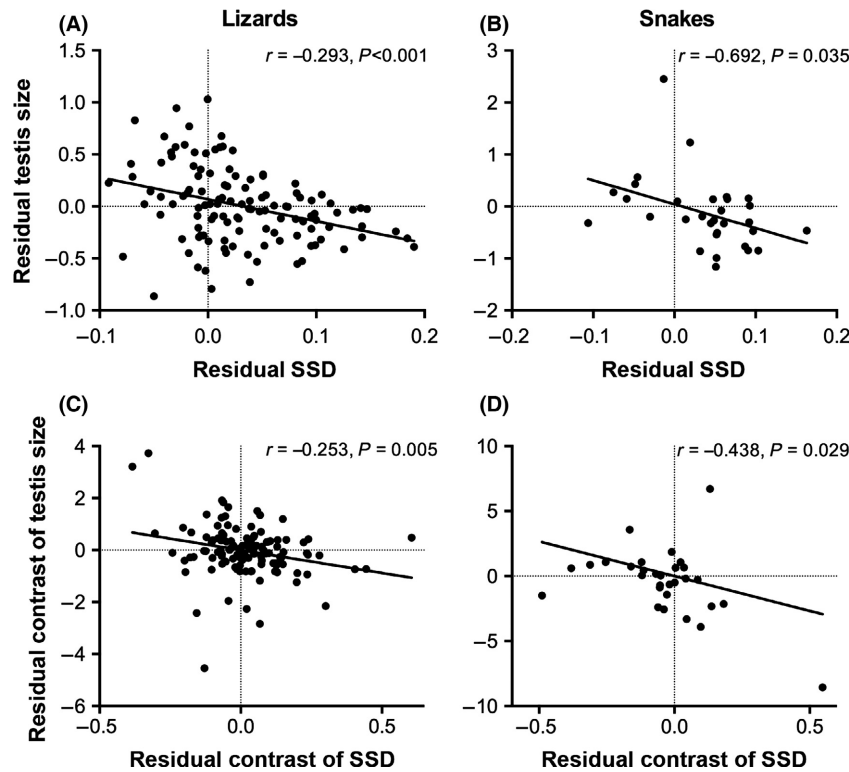 (A) Lizards
r = –0.293, P<0.001
1.5
1.0
0.5
0.0
–0.5
–1.0
–0.1 0.0 0.1 0.2
Residual testis size
Residual SSD
(B) Snakes
r = –0.692, P = 0.035
3
2
1
0
–1
–2
–0.2 –0.1 0.0 0.1 0.2
Residual SSD
(C)
r = –0.253, P = 0.005
4
2
0
–2
–4
–6
–0.5 0.0 0.5
Residual contrast of testis size
Residual contrast of SSD
(D)
r = –0.438, P = 0.029
10
5
0
–5
–10
–0.5 0.0 0.5
Residual contrast of SSD